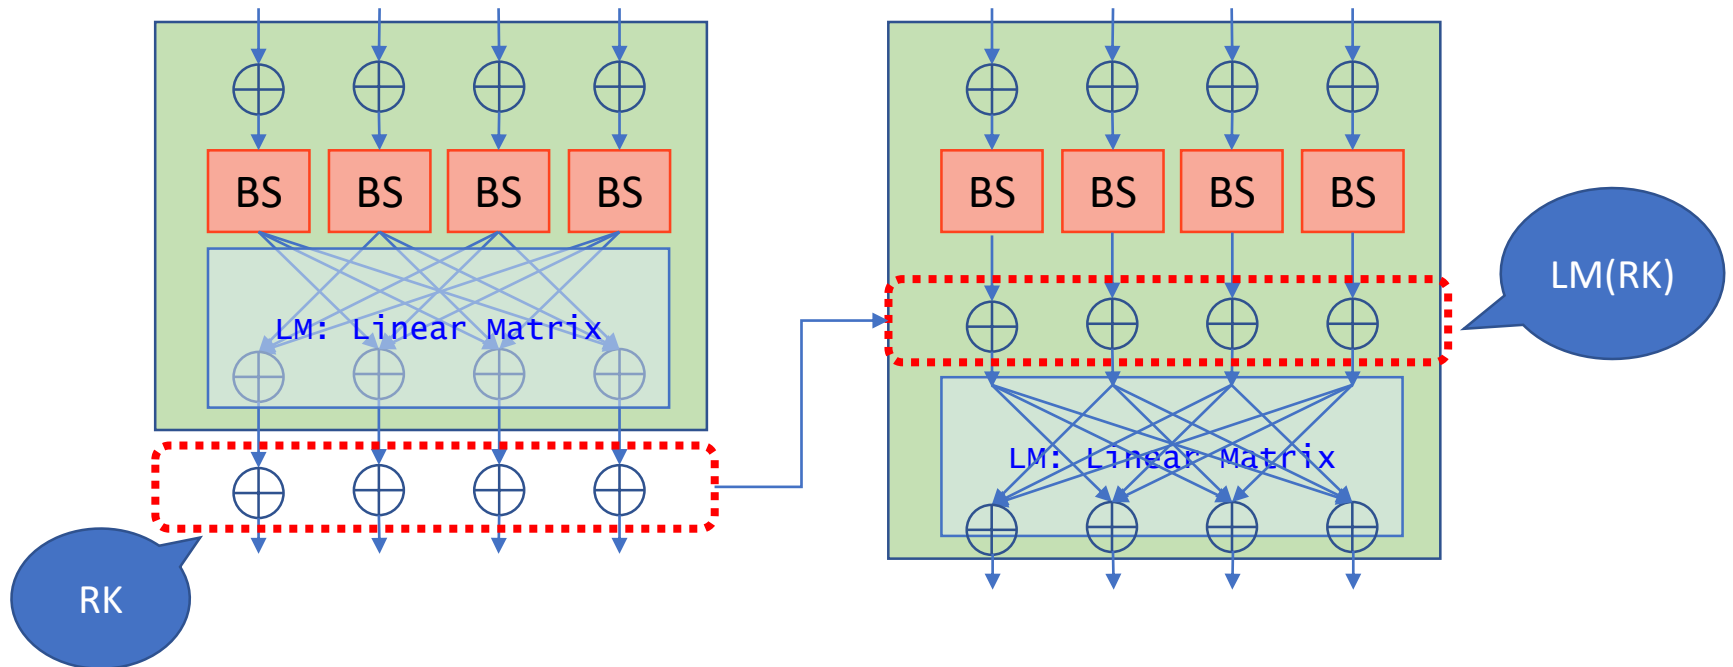 BS BS BS BS
LM: Linear Matrix
RK
BS BS BS BS
LM(RK)
LM: Linear Matrix